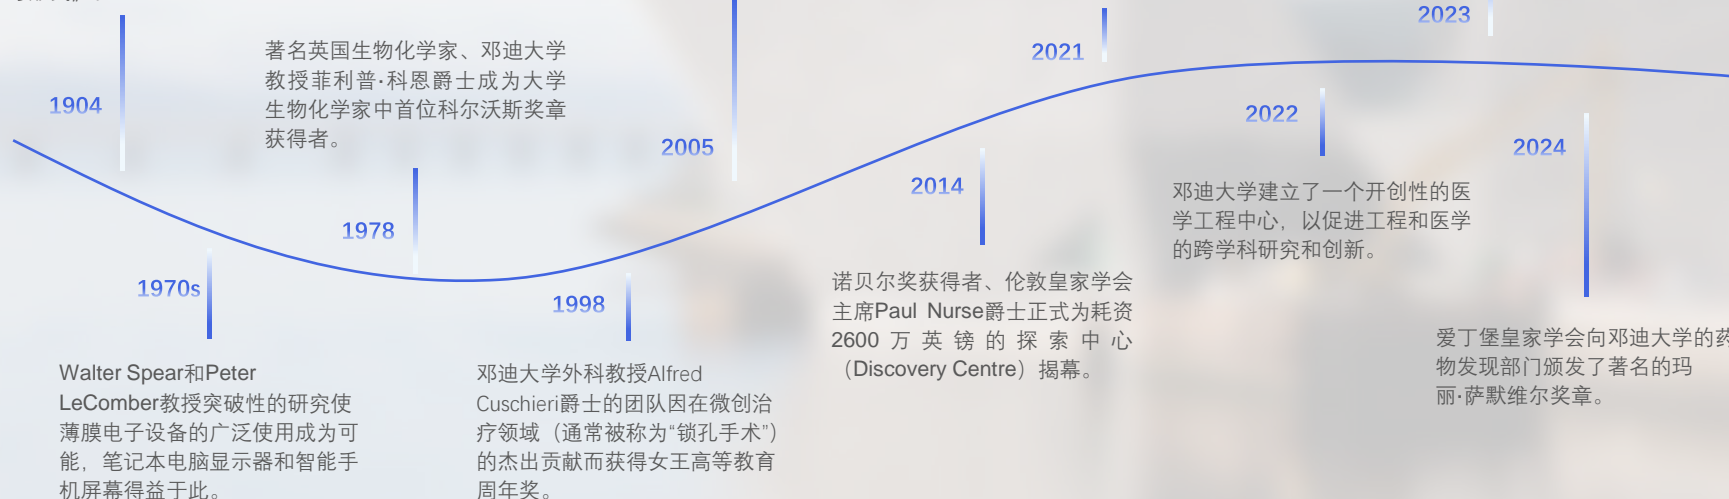 1904
著名英国生物化学家、邓迪大学
教授菲利普·科恩爵士成为大学
生物化学家中首位科尔沃斯奖章
获得者。
1970s
Walter Spear和Peter
LeComber教授突破性的研究使
薄膜电子设备的广泛使用成为可
能，笔记本电脑显示器和智能手
机屏幕得益于此。
1978
1998
邓迪大学外科教授Alfred
Cuschieri爵士的团队因在微创治
疗领域（通常被称为“锁孔手术”）
的杰出贡献而获得女王高等教育
周年奖。
2005
2014
诺贝尔奖获得者、伦敦皇家学会
主席Paul Nurse爵士正式为耗资
2600万英镑的探索中心
（Discovery Centre）揭幕。
2021
2022
邓迪大学建立了一个开创性的医
学工程中心，以促进工程和医学
的跨学科研究和创新。
2023
2024
爱丁堡皇家学会向邓迪大学的药
物发现部门颁发了著名的玛
丽·萨默维尔奖章。